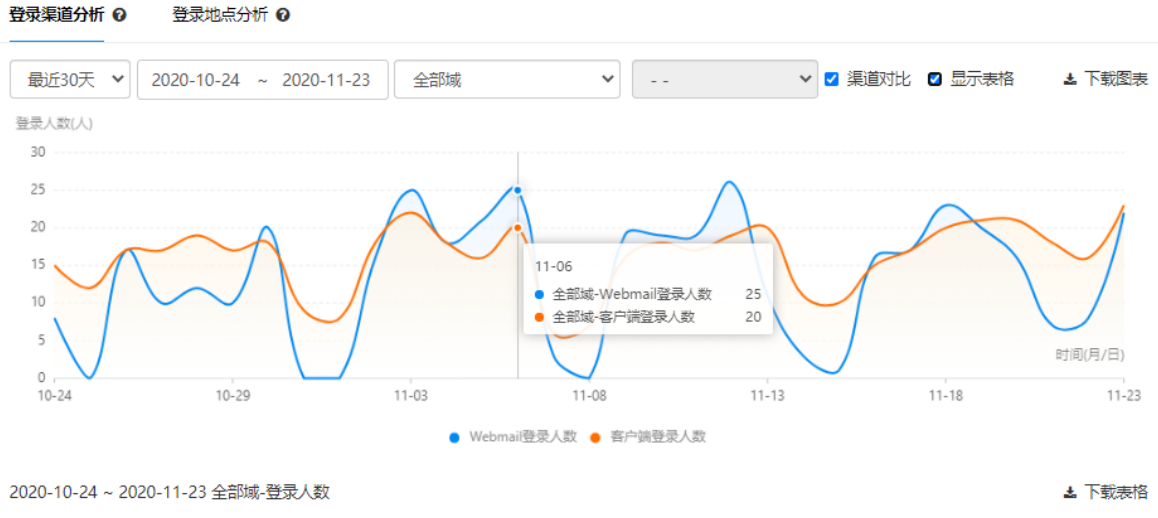 登录渠道分析 ? 登录地点分析 ?
最近30天 2020-10-24 ~ 2020-11-23 全部域 - - 渠道对比 显示表格 下载图表
登录人数(人)
30
25
20
15
10
5
0
11-06
全部域-Webmail登录人数 25
全部域-客户端登录人数 20
时间(月/日)
10-24 10-29 11-03 11-08 11-13 11-18 11-23
Webmail登录人数 客户端登录人数
2020-10-24 ~ 2020-11-23 全部域-登录人数 下载表格